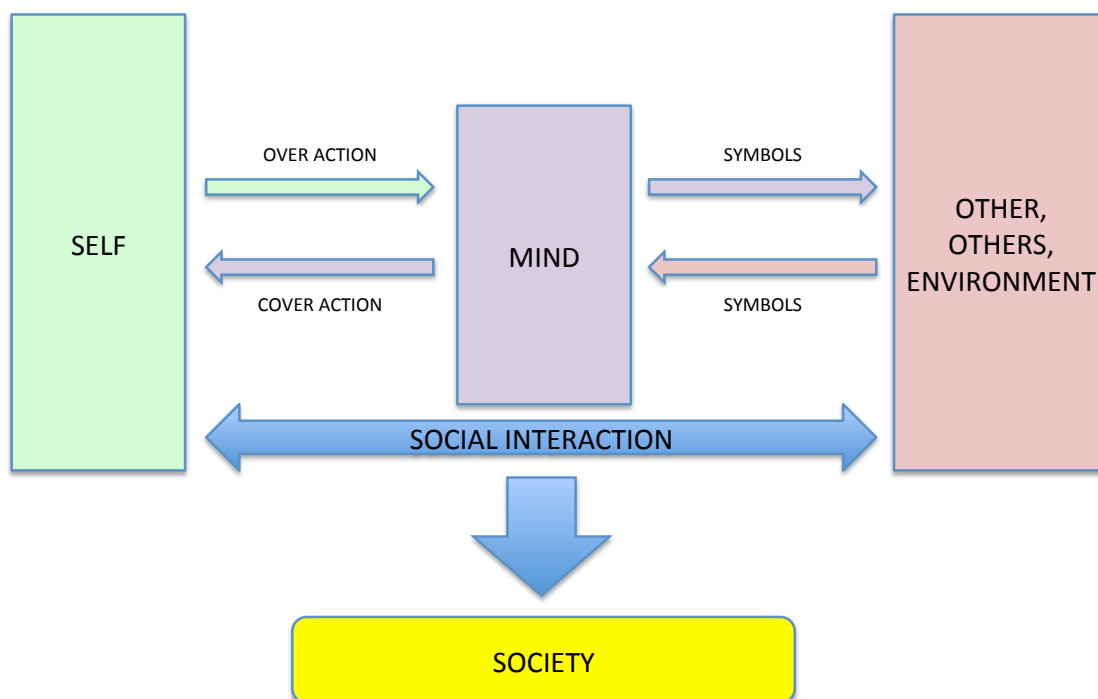 OVER ACTION
SYMBOLS
SELF
MIND
OTHER,
OTHERS,
ENVIRONMENT
COVER ACTION
SYMBOLS
SOCIAL INTERACTION
SOCIETY